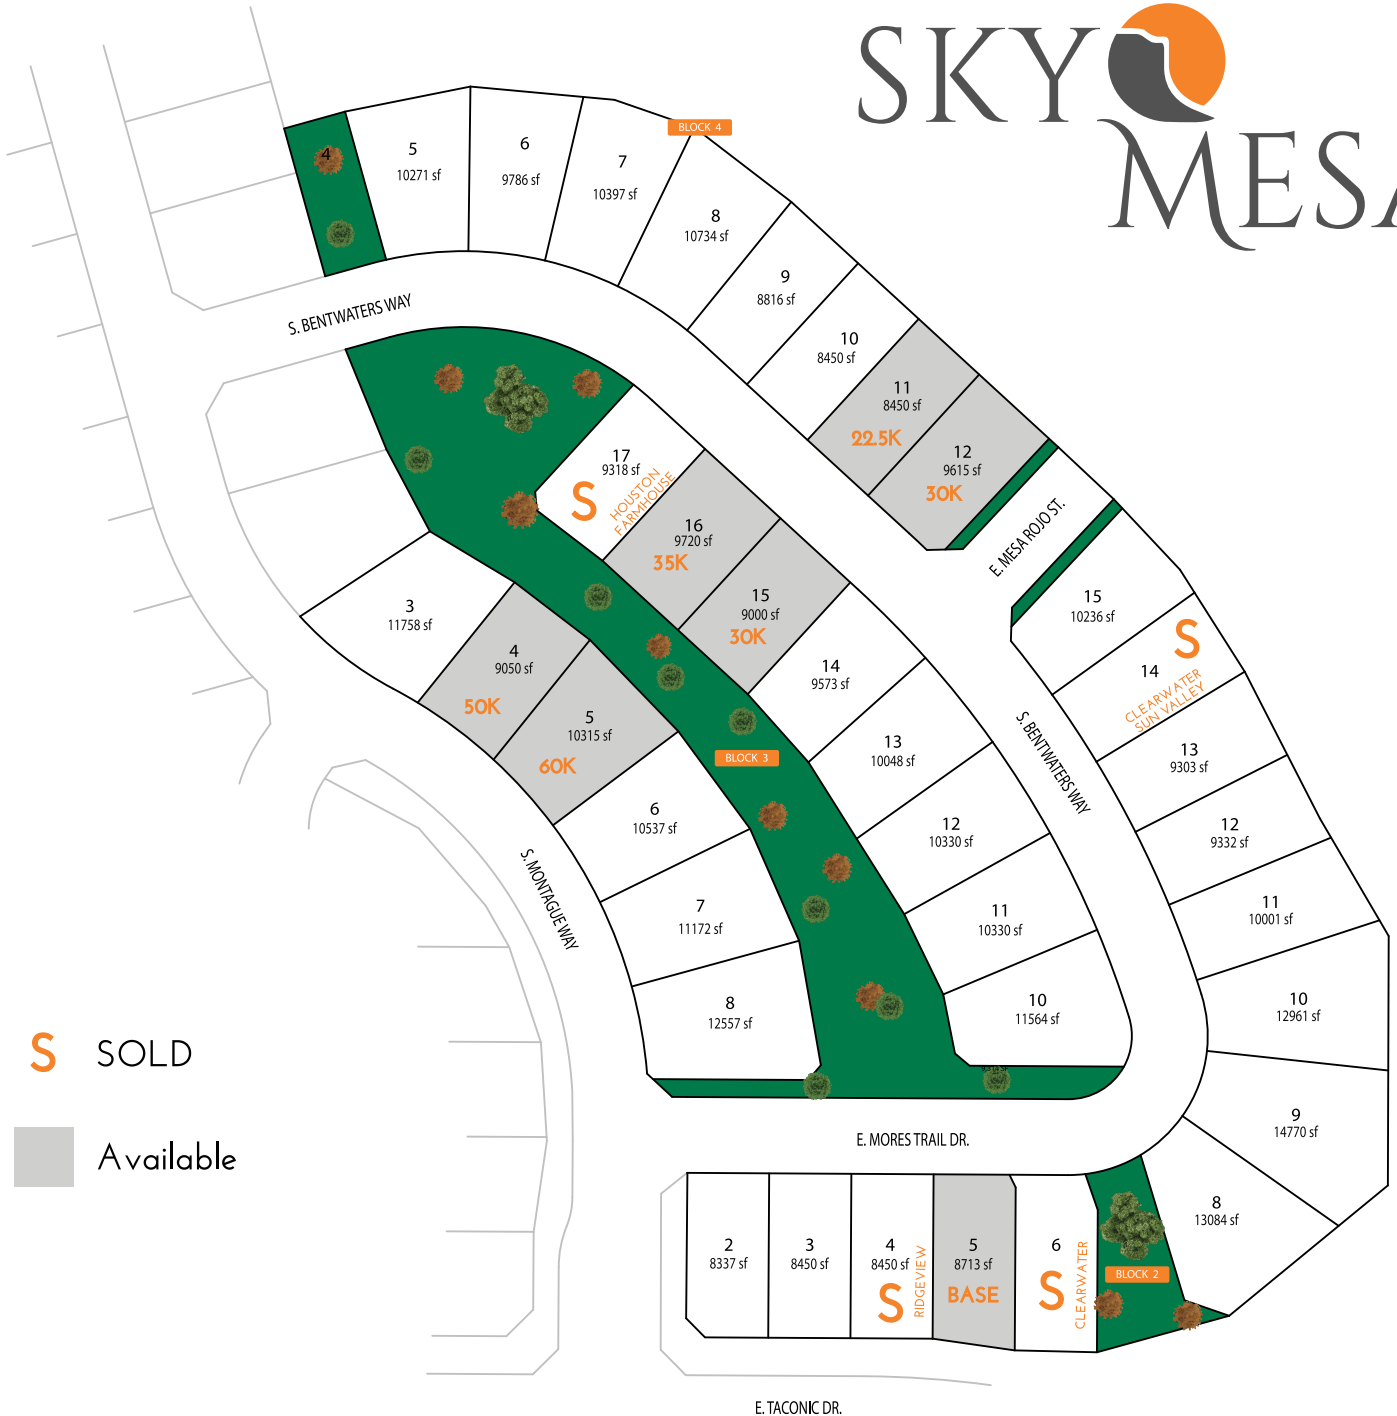 SKY
MESA
BLOCK 4
4
5
10271 sf
6
9786 sf
7
10397 sf
8
10734 sf
9
8816 sf
10
8450 sf
11
8450 sf
22.5K
12
9615 sf
30K
S. BENTWATERS WAY
17
9318 sf
S
HOUSTON
FARMHOUSE
16
9720 sf
35K
15
9000 sf
30K
14
9573 sf
13
10048 sf
12
10330 sf
11
10330 sf
10
11564 sf
E. MESA ROJO ST.
15
10236 sf
S
14
CLEARWATER
SUN VALLEY
13
9303 sf
12
9332 sf
11
10001 sf
10
12961 sf
9
14770 sf
8
13084 sf
S. BENTWATERS WAY
3
11758 sf
4
9050 sf
50K
5
10315 sf
60K
6
10537 sf
7
11172 sf
8
12557 sf
BLOCK 3
S. MONTAGUE WAY
S SOLD
Available
E. MORES TRAIL DR.
2
8337 sf
3
8450 sf
4
8450 sf
S
RIDGEVIEW
5
8713 sf
BASE
6
S
CLEARWATER
BLOCK 2
E. TACONIC DR.